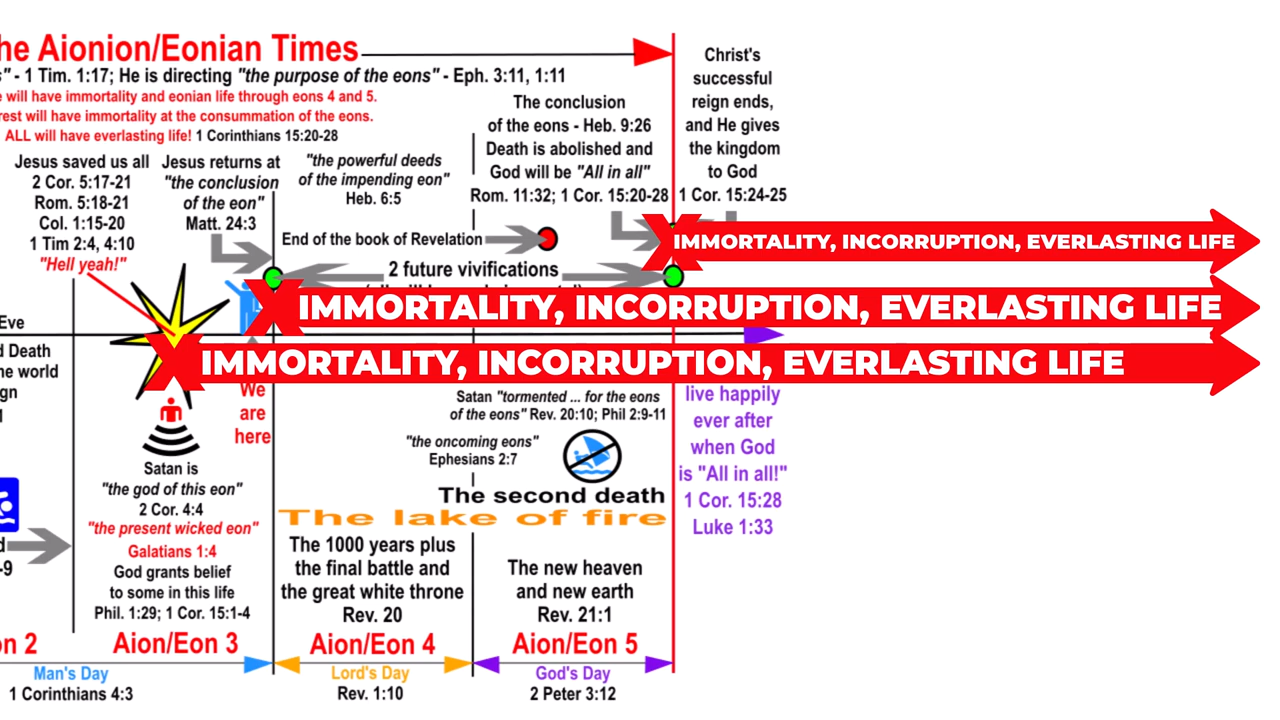 he Aionion/Eonian Times
s" - 1 Tim. 1:17; He is directing "the purpose of the eons" - Eph. 3:11, 1:11
e will have immortality and eonian life through eons 4 and 5.
rest will have immortality at the consummation of the eons.
ALL will have everlasting life! 1 Corinthians 15:20-28
Jesus saved us all
2 Cor. 5:17-21
Rom. 5:18-21
Col. 1:15-20
1 Tim 2:4, 4:10
"Hell yeah!"
Jesus returns at
"the conclusion
of the eon"
Matt. 24:3
"the powerful deeds
of the impending eon"
Heb. 6:5
The conclusion
of the eons - Heb. 9:26
Death is abolished and
God will be "All in all"
Rom. 11:32; 1 Cor. 15:20-28
Christ's
successful
reign ends,
and He gives
the kingdom
to God
1 Cor. 15:24-25
End of the book of Revelation
IMMORTALITY, INCORRUPTION, EVERLASTING LIFE
2 future vivifications
X IMMORTALITY, INCORRUPTION, EVERLASTING LIFE
X IMMORTALITY, INCORRUPTION, EVERLASTING LIFE
Eve
d Death
he world
ign
1
We
are
here
Satan "tormented ... for the eons
of the eons" Rev. 20:10; Phil 2:9-11
"the oncoming eons"
Ephesians 2:7
live happily
ever after
when God
is "All in all!"
1 Cor. 15:28
Luke 1:33
Satan is
"the god of this eon"
2 Cor. 4:4
"the present wicked eon"
Galatians 1:4
God grants belief
to some in this life
Phil. 1:29; 1 Cor. 15:1-4
d
-9
The second death
The lake of fire
The 1000 years plus
the final battle and
the great white throne
Rev. 20
The new heaven
and new earth
Rev. 21:1
on 2
Aion/Eon 3
Aion/Eon 4
Aion/Eon 5
Man's Day
1 Corinthians 4:3
Lord's Day
Rev. 1:10
God's Day
2 Peter 3:12